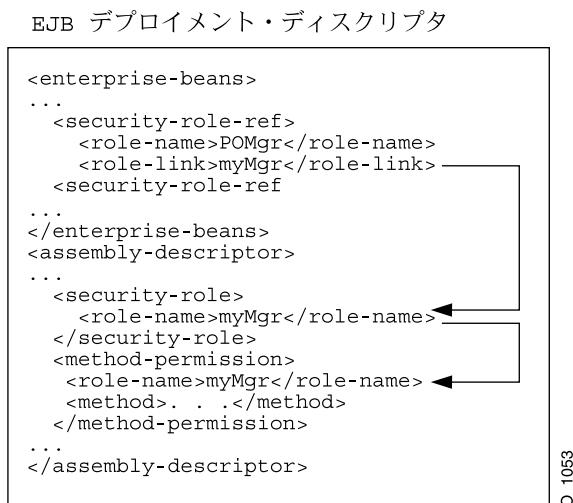 EJB デプロイメント・ディスクリプタ
<enterprise-beans>
...
<security-role-ref>
<role-name>POMgr</role-name>
<role-link>myMgr</role-link>
<security-role-ref
...
</enterprise-beans>
<assembly-descriptor>
...
<security-role>
<role-name>myMgr</role-name>
</security-role>
<method-permission>
<role-name>myMgr</role-name>
<method>. . .</method>
</method-permission>
...
</assembly-descriptor>
O_1053